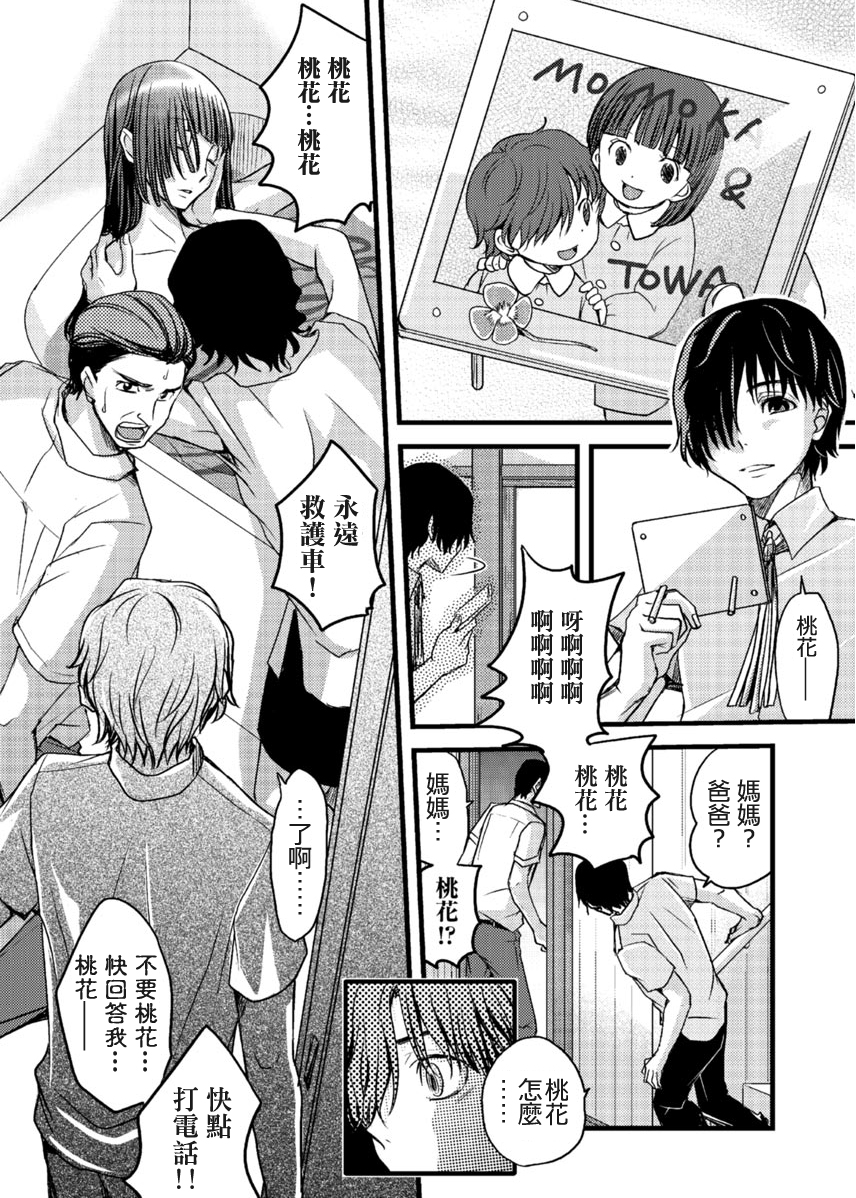 MOMOKA
&
TOWA
桃花——
呀啊啊啊
啊啊啊啊
媽媽？
爸爸？
桃花
桃花…
媽媽…
桃花!?
桃花
怎麼
……
桃花
桃花…桃花
永遠
救護車！
…了啊……
不要桃花…
快回答我…
桃花——
快點
打電話!!